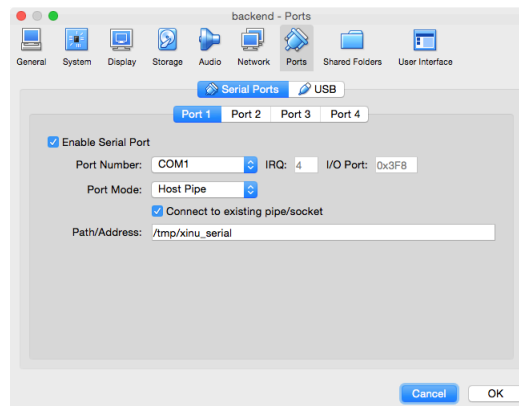 backend - Ports
General System Display Storage Audio Network Ports Shared Folders User Interface
Serial Ports USB
Port 1 Port 2 Port 3 Port 4
Enable Serial Port
Port Number: COM1 IRQ: 4 I/O Port: 0x3F8
Port Mode: Host Pipe
Connect to existing pipe/socket
Path/Address: /tmp/xinu_serial
Cancel OK